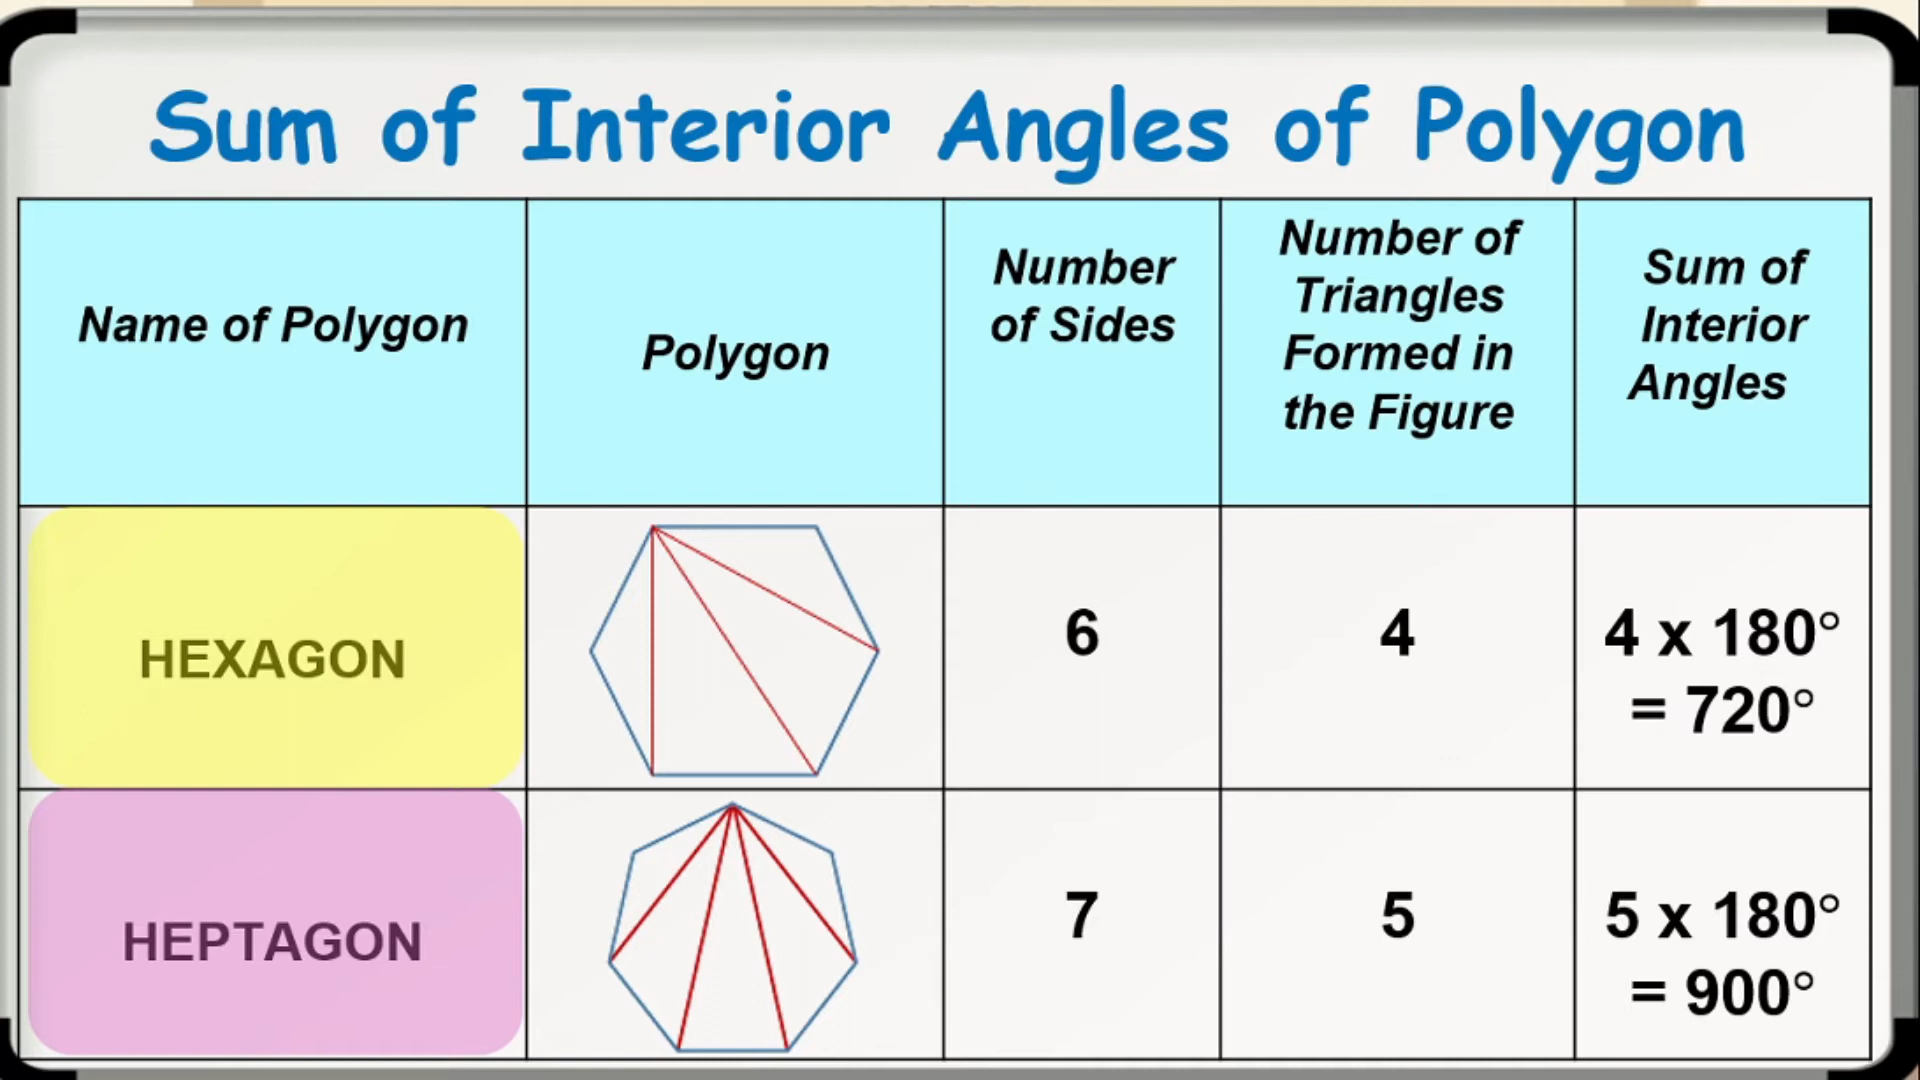 Sum of Interior Angles of Polygon
Name of Polygon
Polygon
Number
of Sides
Number of
Triangles
Formed in
the Figure
Sum of
Interior
Angles
HEXAGON
6
4
4 x 180°
= 720°
HEPTAGON
7
5
5 x 180°
= 900°